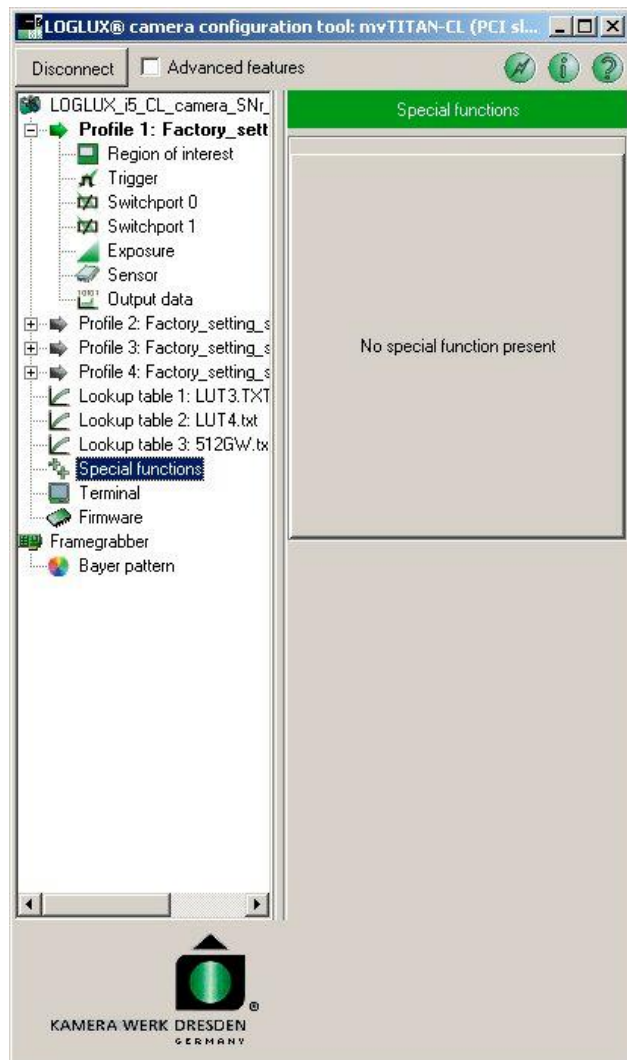 LOGLUX® camera configuration tool: mvTITAN-CL (PCI sl...
Disconnect
Advanced features
LOGLUX_i5_CL_camera_SNr_
Profile 1: Factory_sett
Region of interest
Trigger
Switchport 0
Switchport 1
Exposure
Sensor
Output data
Profile 2: Factory_setting_s
Profile 3: Factory_setting_s
Profile 4: Factory_setting_s
Lookup table 1: LUT3.TXT
Lookup table 2: LUT4.txt
Lookup table 3: 512GW.tx
Special functions
Terminal
Firmware
Framegrabber
Bayer pattern
Special functions
No special function present
®
KAMERA WERK DRESDEN
GERMANY